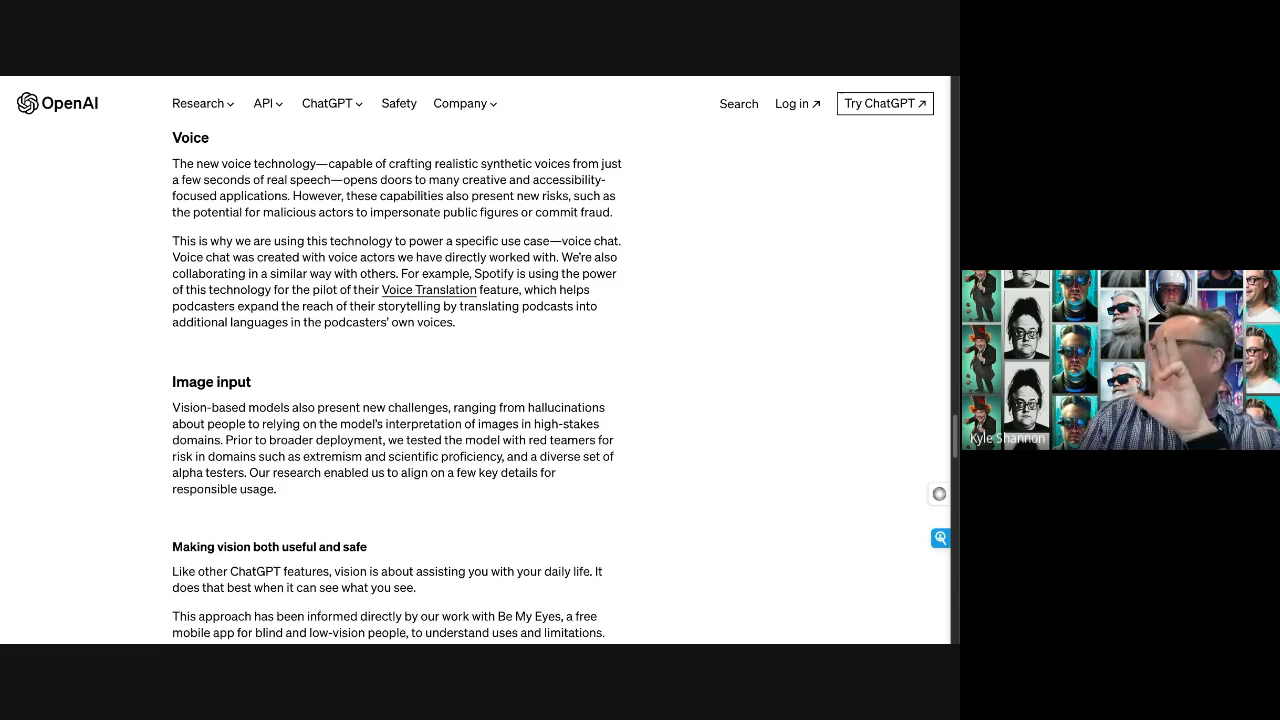 OpenAI
Research API ChatGPT Safety Company Search Log in Try ChatGPT
Voice
The new voice technology—capable of crafting realistic synthetic voices from just
a few seconds of real speech—opens doors to many creative and accessibility-
focused applications. However, these capabilities also present new risks, such as
the potential for malicious actors to impersonate public figures or commit fraud.
This is why we are using this technology to power a specific use case—voice chat.
Voice chat was created with voice actors we have directly worked with. We’re also
collaborating in a similar way with others. For example, Spotify is using the power
of this technology for the pilot of their Voice Translation feature, which helps
podcasters expand the reach of their storytelling by translating podcasts into
additional languages in the podcasters’ own voices.
Image input
Vision-based models also present new challenges, ranging from hallucinations
about people to relying on the model’s interpretation of images in high-stakes
domains. Prior to broader deployment, we tested the model with red teamers for
risk in domains such as extremism and scientific proficiency, and a diverse set of
alpha testers. Our research enabled us to align on a few key details for
responsible usage.
Making vision both useful and safe
Like other ChatGPT features, vision is about assisting you with your daily life. It
does that best when it can see what you see.
This approach has been informed directly by our work with Be My Eyes, a free
mobile app for blind and low-vision people, to understand uses and limitations.
Kyle Shannon